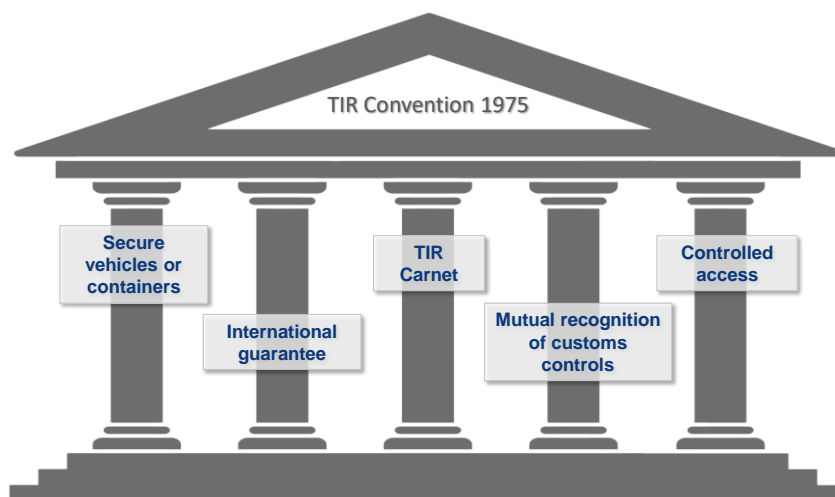 TIR Convention 1975
Secure
vehicles or
containers
International
guarantee
TIR
Carnet
Mutual recognition
of customs
controls
Controlled
access